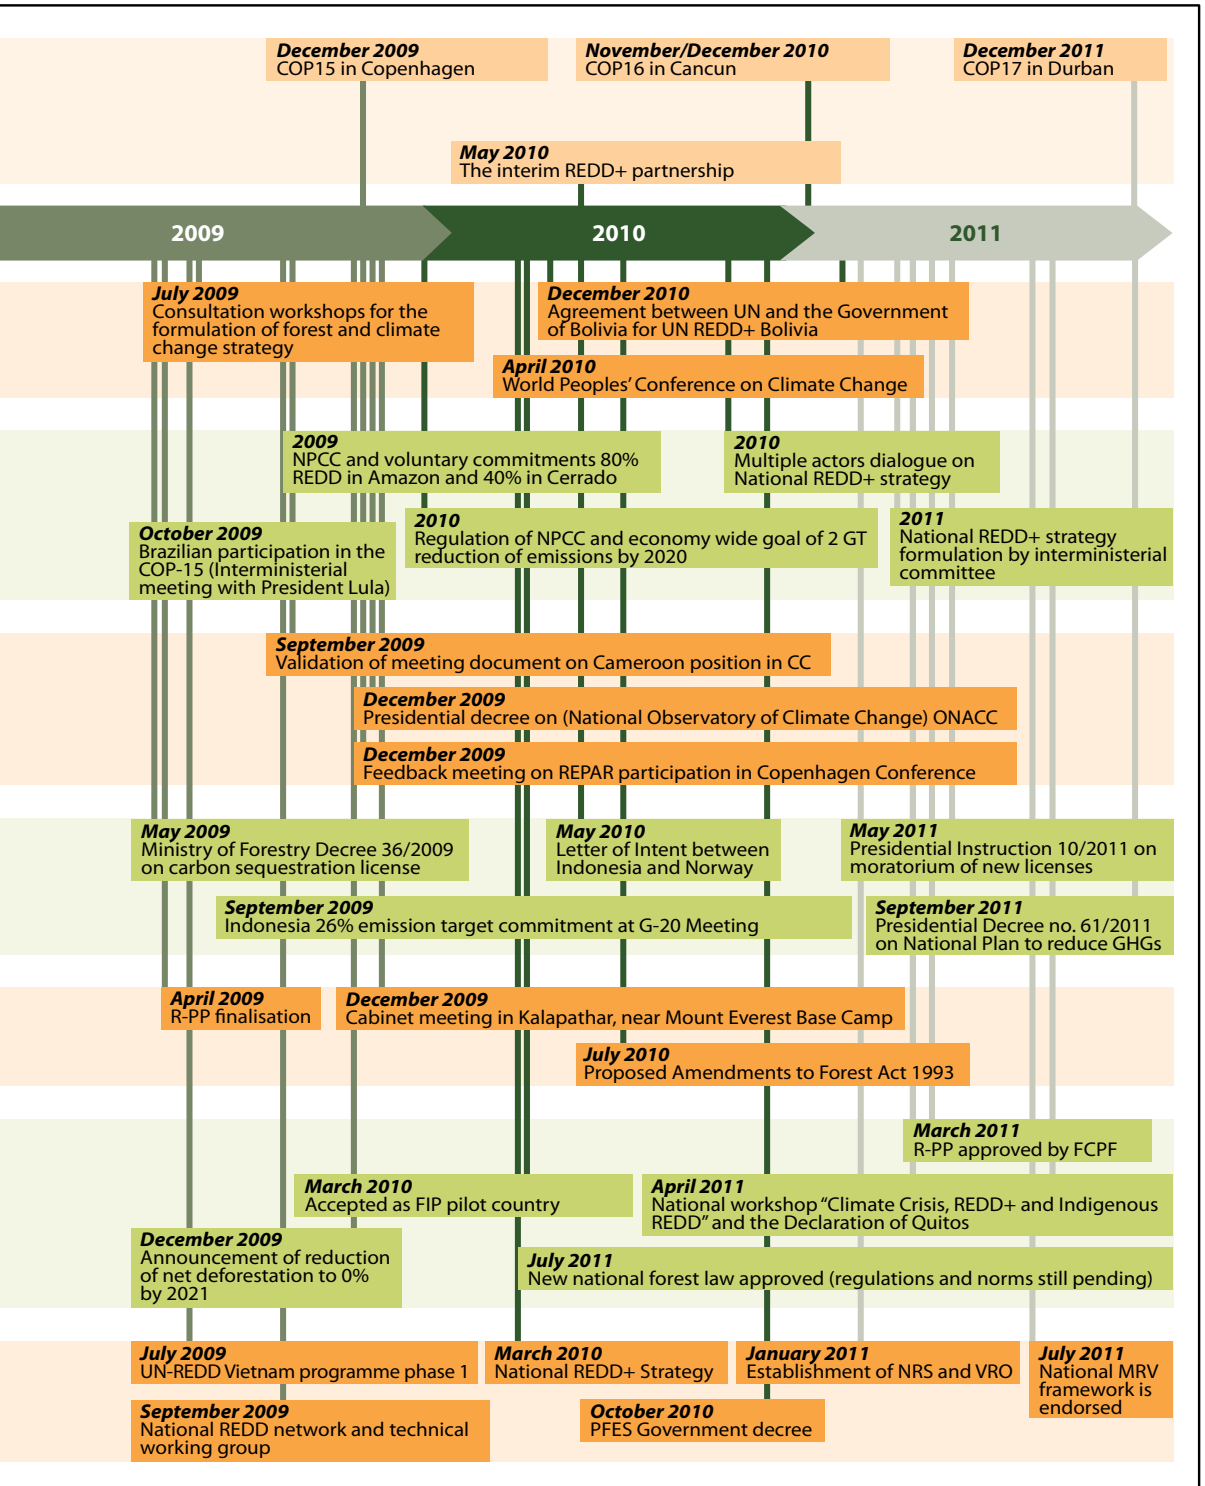 December 2009
COP15 in Copenhagen
November/December 2010
COP16 in Cancun
December 2011
COP17 in Durban
May 2010
The interim REDD+ partnership
2009
2010
2011
July 2009
Consultation workshops for the
formulation of forest and climate
change strategy
December 2010
Agreement between UN and the Government
of Bolivia for UN REDD+ Bolivia
April 2010
World Peoples' Conference on Climate Change
2009
NPCC and voluntary commitments 80%
REDD in Amazon and 40% in Cerrado
2010
Multiple actors dialogue on
National REDD+ strategy
October 2009
Brazilian participation in the
COP-15 (Interministerial
meeting with President Lula)
2010
Regulation of NPCC and economy wide goal of 2 GT
reduction of emissions by 2020
2011
National REDD+ strategy
formulation by interministerial
committee
September 2009
Validation of meeting document on Cameroon position in CC
December 2009
Presidential decree on (National Observatory of Climate Change) ONACC
December 2009
Feedback meeting on REPAR participation in Copenhagen Conference
May 2009
Ministry of Forestry Decree 36/2009
on carbon sequestration license
May 2010
Letter of Intent between
Indonesia and Norway
May 2011
Presidential Instruction 10/2011 on
moratorium of new licenses
September 2009
Indonesia 26% emission target commitment at G-20 Meeting
September 2011
Presidential Decree no. 61/2011
on National Plan to reduce GHGs
April 2009
R-PP finalisation
December 2009
Cabinet meeting in Kalapathar, near Mount Everest Base Camp
July 2010
Proposed Amendments to Forest Act 1993
March 2011
R-PP approved by FCPF
March 2010
Accepted as FIP pilot country
April 2011
National workshop "Climate Crisis, REDD+ and Indigenous
REDD" and the Declaration of Quitos
December 2009
Announcement of reduction
of net deforestation to 0%
by 2021
July 2011
New national forest law approved (regulations and norms still pending)
July 2009
UN-REDD Vietnam programme phase 1
March 2010
National REDD+ Strategy
January 2011
Establishment of NRS and VRO
July 2011
National MRV
framework is
endorsed
September 2009
National REDD network and technical
working group
October 2010
PFES Government decree